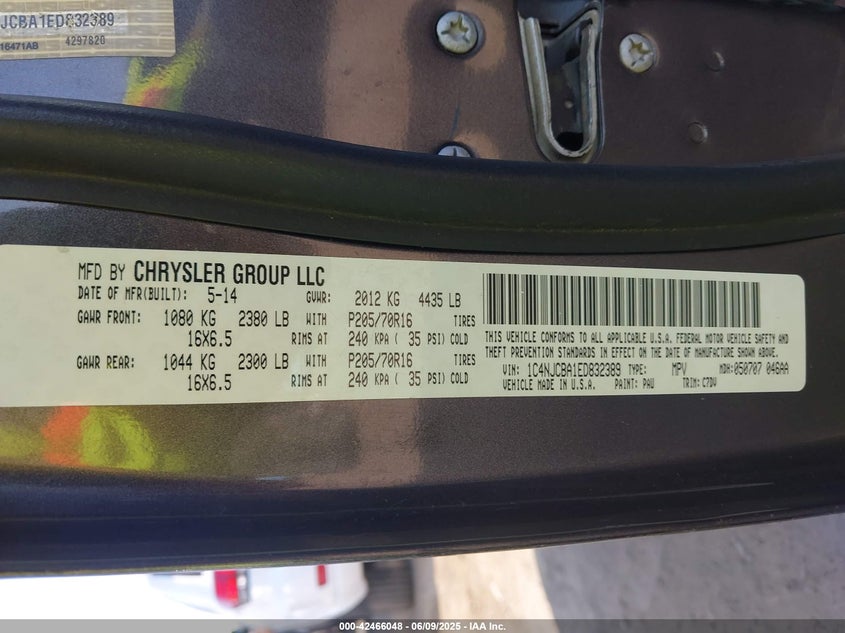 JCBA1ED832389
16471AB 4297820
MFD BY CHRYSLER GROUP LLC
DATE OF MFR(BUILT): 5-14 GVWR: 2012 KG 4435 LB
GAWR FRONT: 1080 KG 2380 LB WITH P205/70R16 TIRES
16X6.5 RIMS AT 240 KPA ( 35 PSI) COLD
GAWR REAR: 1044 KG 2300 LB WITH P205/70R16 TIRES
16X6.5 RIMS AT 240 KPA ( 35 PSI) COLD
THIS VEHICLE CONFORMS TO ALL APPLICABLE U.S.A. FEDERAL MOTOR VEHICLE SAFETY AND
THEFT PREVENTION STANDARDS IN EFFECT ON THE DATE OF MANUFACTURE SHOWN ABOVE.
VIN: 1C4NJCBA1ED832389 TYPE: MPV MDH: 050707 046AA
VEHICLE MADE IN U.S.A. PAINT: PAU TRIM: C7DV
000-42466048 - 06/09/2025 - IAA Inc.